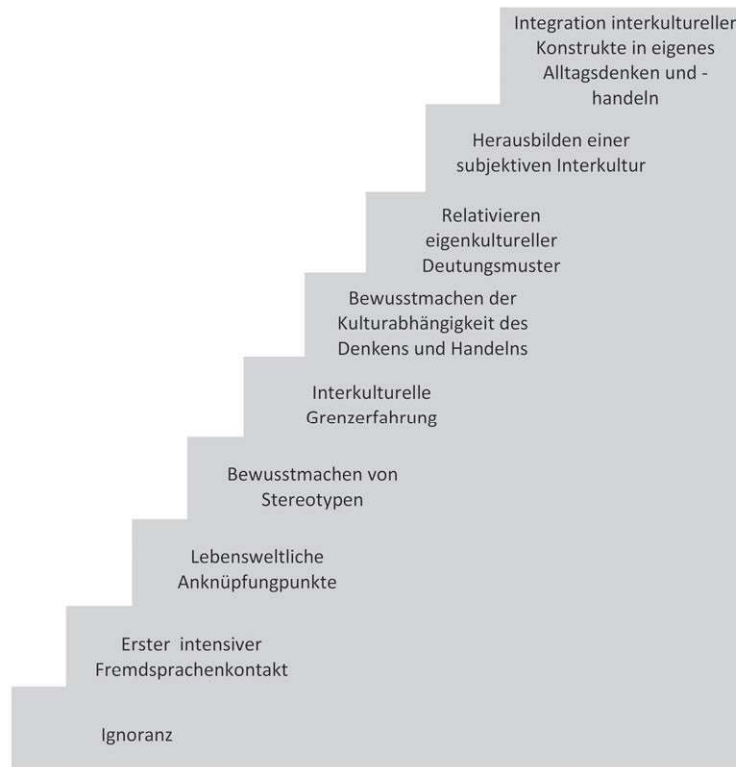 Integration interkultureller
Konstrukte in eigenes
Alltagsdenken und -
handeln
Herausbilden einer
subjektiven Interkultur
Relativieren
eigenkultureller
Deutungsmuster
Bewusstmachen der
Kulturabhängigkeit des
Denkens und Handelns
Interkulturelle
Grenzerfahrung
Bewusstmachen von
Stereotypen
Lebensweltliche
Anknüpfungpunkte
Erster intensiver
Fremdsprachenkontakt
Ignoranz